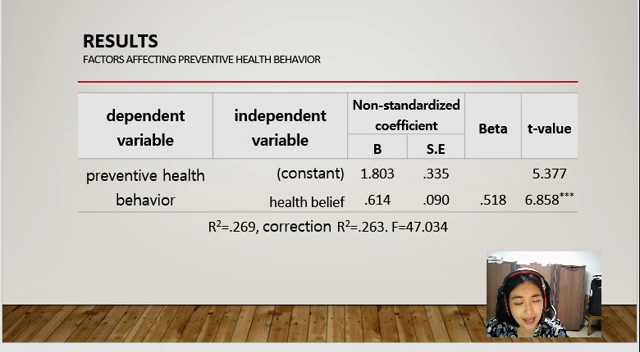 RESULTS
FACTORS AFFECTING PREVENTIVE HEALTH BEHAVIOR
dependent variable
independent variable
Non-standardized coefficient
B
S.E
Beta
t-value
preventive health behavior
(constant) 1.803 .335 5.377
health belief .614 .090 .518 6.858***
R²=.269, correction R²=.263. F=47.034